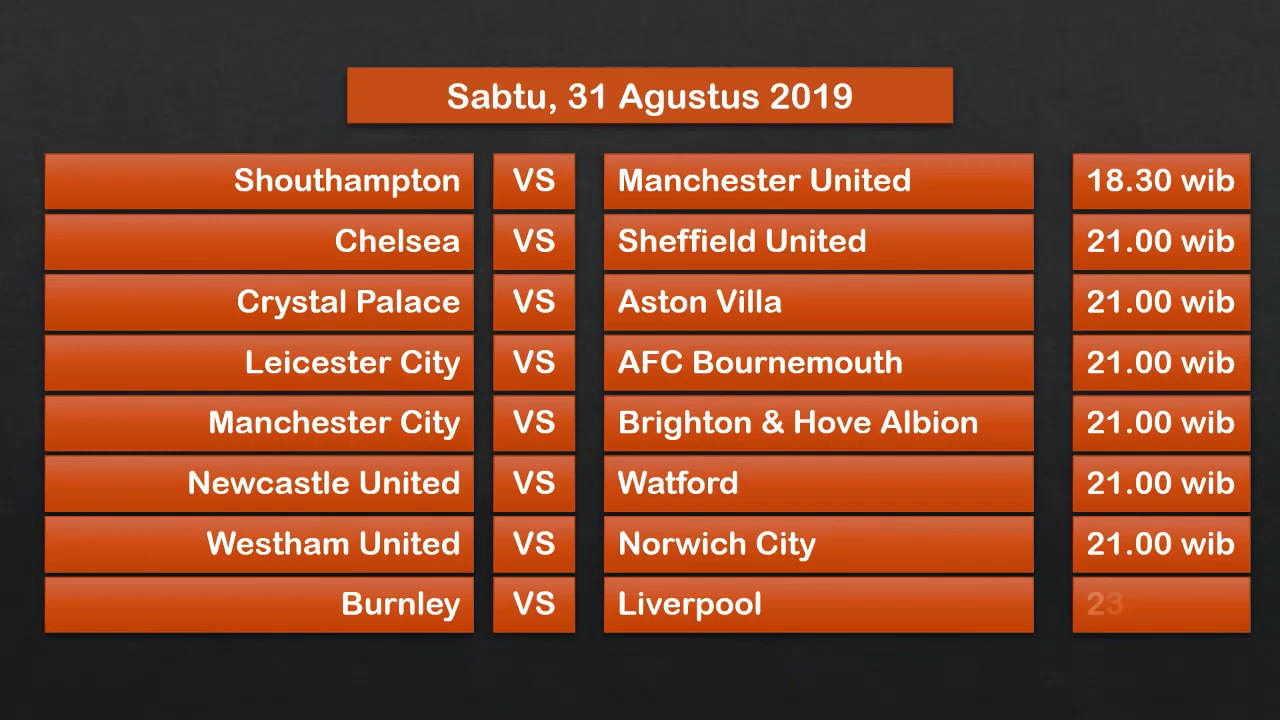 Sabtu, 31 Agustus 2019
Shouthampton VS Manchester United 18.30 wib
Chelsea VS Sheffield United 21.00 wib
Crystal Palace VS Aston Villa 21.00 wib
Leicester City VS AFC Bournemouth 21.00 wib
Manchester City VS Brighton & Hove Albion 21.00 wib
Newcastle United VS Watford 21.00 wib
Westham United VS Norwich City 21.00 wib
Burnley VS Liverpool 23